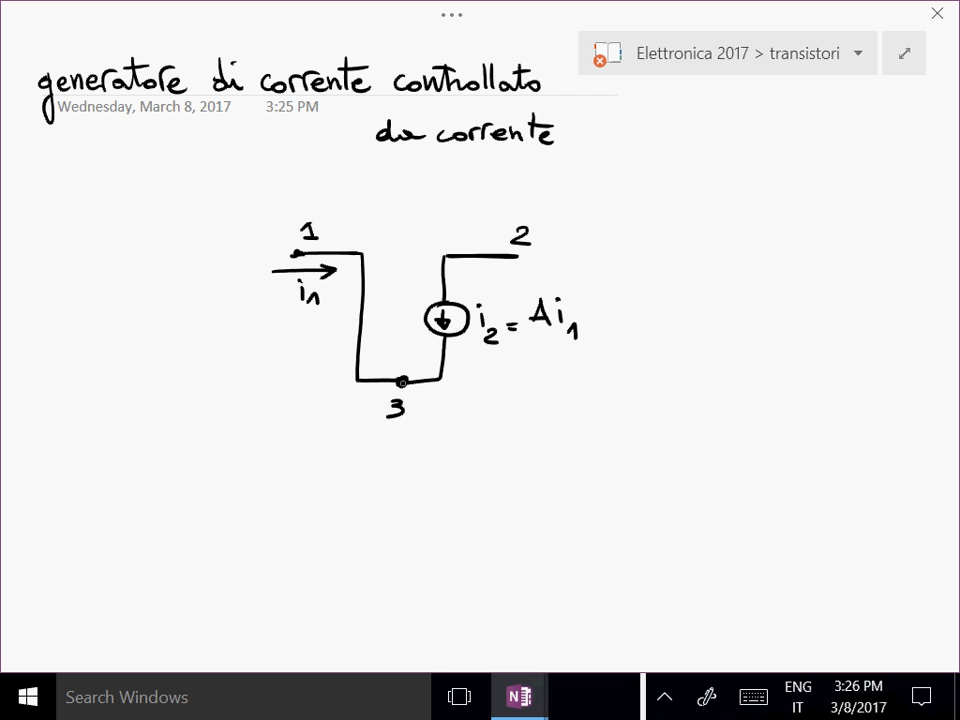 Elettronica 2017 > transistori
generatore di corrente controllato
Wednesday, March 8, 2017 3:25 PM
da corrente
1
2
i1
i2 = Ai1
3
Search Windows
N
ENG
IT
3:26 PM
3/8/2017